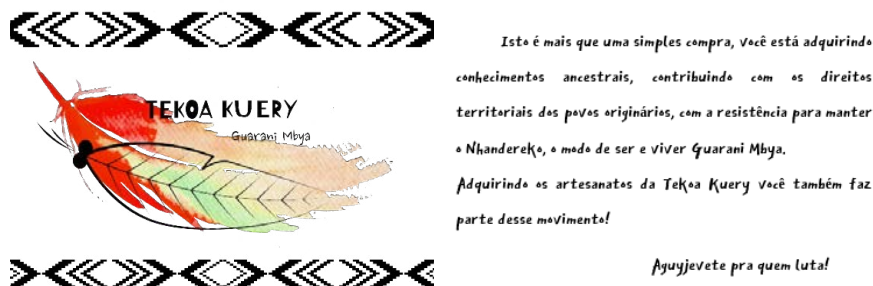 TEKOA KUERY
Guarani Mbya
Isto é mais que uma simples compra, você está adquirindo
conhecimentos ancestrais, contribuindo com os direitos
territoriais dos povos originários, com a resistência para manter
o Nhandereko, o modo de ser e viver Guarani Mbya.
Adquirindo os artesanatos da Tekoa Kuery você também faz
parte desse movimento!
Aguyjevete pra quem luta!